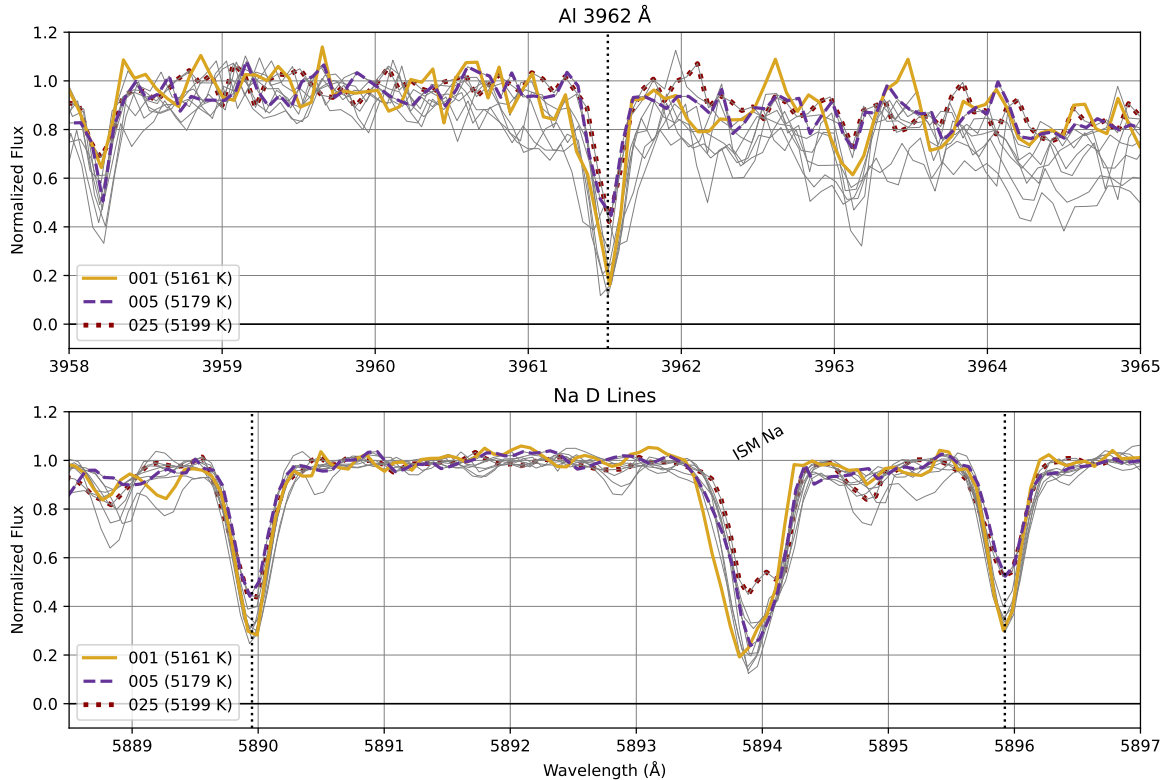 Al 3962 Å
Normalized Flux
1.2
1.0
0.8
0.6
0.4
0.2
0.0
001 (5161 K)
005 (5179 K)
025 (5199 K)
3958 3959 3960 3961 3962 3963 3964 3965
Na D Lines
Normalized Flux
1.2
1.0
0.8
0.6
0.4
0.2
0.0
ISM Na
001 (5161 K)
005 (5179 K)
025 (5199 K)
5889 5890 5891 5892 5893 5894 5895 5896 5897
Wavelength (Å)